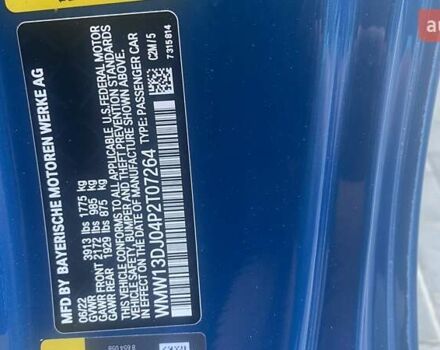 MFD BY BAYERISCHE MOTOREN WERKE AG
06/22
GVWR 3913 lbs 1775 kg
GAWR FRONT 2172 lbs 985 kg
GAWR REAR 1929 lbs 875 kg
THIS VEHICLE CONFORMS TO ALL APPLICABLE U.S. FEDERAL MOTOR
VEHICLE SAFETY, BUMPER AND THEFT PREVENTION STANDARDS
IN EFFECT ON THE DATE OF MANUFACTURE SHOWN ABOVE.
WMW13DJ04P2T07264 TYPE: PASSENGER CAR
C2M / 5
7 315 814